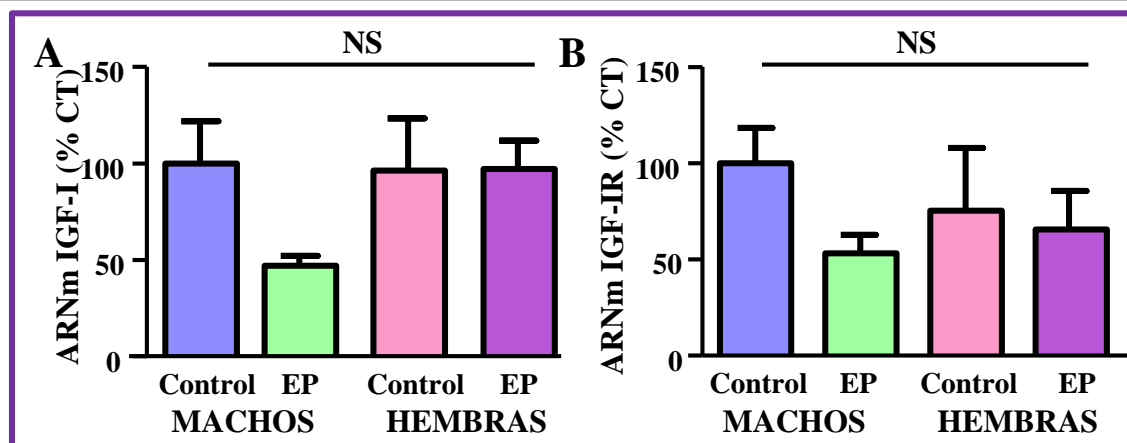 A
NS
150
100
50
0
ARNm IGF-I (% CT)
Control EP Control EP
MACHOS HEMBRAS
B
NS
150
100
50
0
ARNm IGF-IR (% CT)
Control EP Control EP
MACHOS HEMBRAS